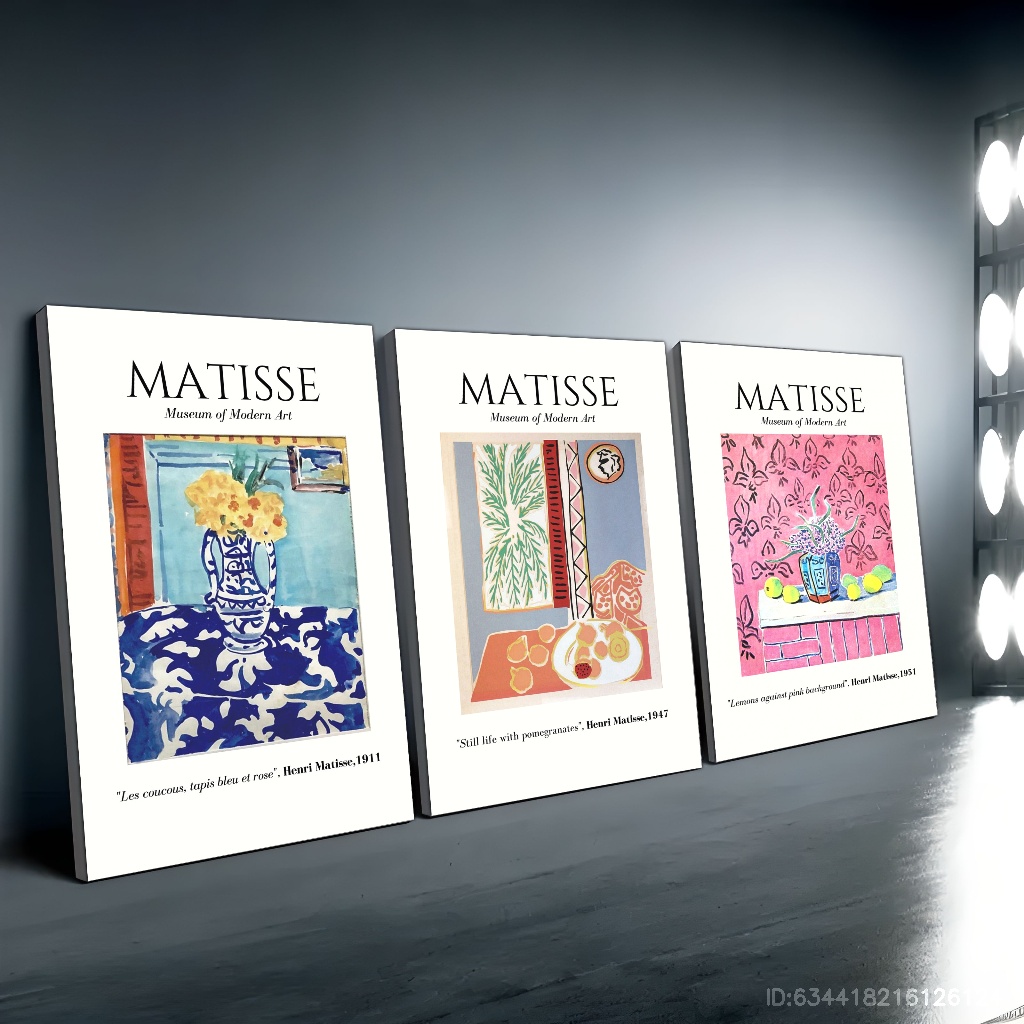 MATISSE
Museum of Modern Art
"Les coucous, tapis bleu et rose", Henri Matisse,1911
MATISSE
Museum of Modern Art
"Still life with pomegranates", Henri Matisse,1947
MATISSE
Museum of Modern Art
"Lemons against pink background", Henri Matisse,1951